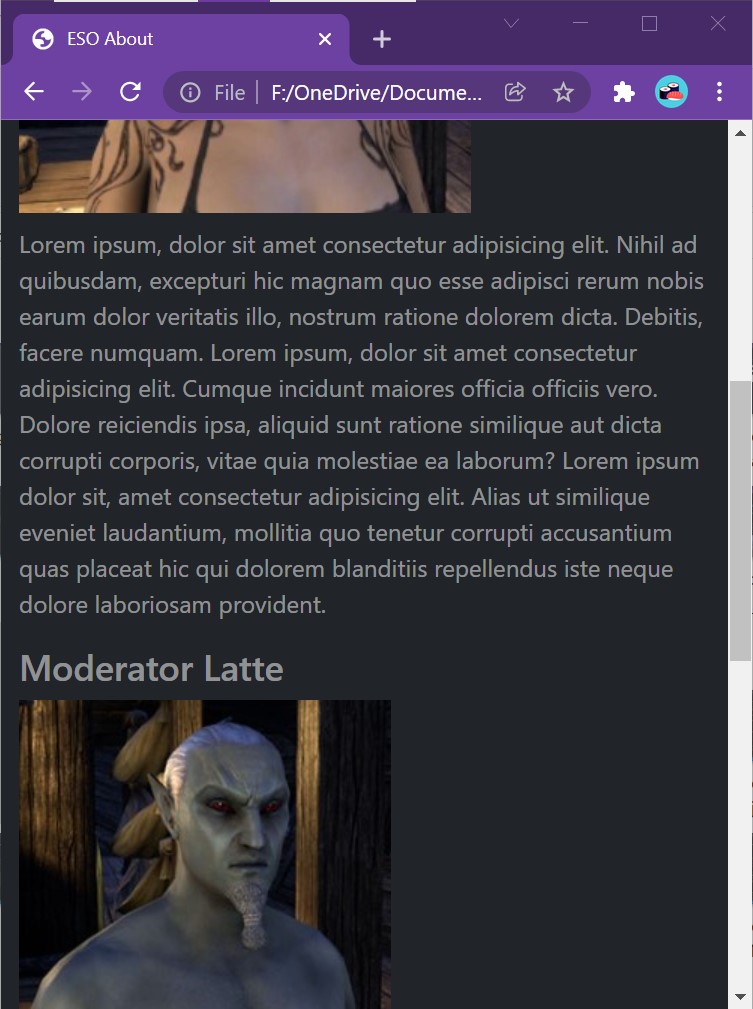 ESO About
File
F:/OneDrive/Docume...
Lorem ipsum, dolor sit amet consectetur adipisicing elit. Nihil ad
quibusdam, excepturi hic magnam quo esse adipisci rerum nobis
earum dolor veritatis illo, nostrum ratione dolorem dicta. Debitis,
facere numquam. Lorem ipsum, dolor sit amet consectetur
adipisicing elit. Cumque incidunt maiores officia officiis vero.
Dolore reiciendis ipsa, aliquid sunt ratione similique aut dicta
corrupti corporis, vitae quia molestiae ea laborum? Lorem ipsum
dolor sit, amet consectetur adipisicing elit. Alias ut similique
eveniet laudantium, mollitia quo tenetur corrupti accusantium
quas placeat hic qui dolorem blanditiis repellendus iste neque
dolore laboriosam provident.
Moderator Latte